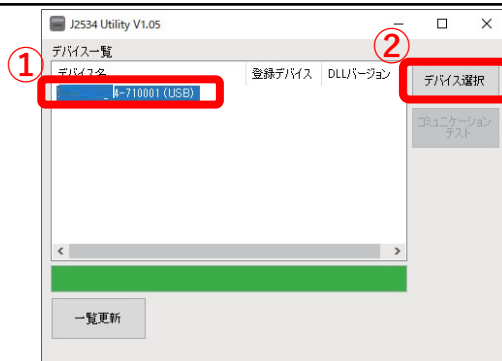 J2534 Utility V1.05
デバイス一覧
①
②
デバイス名 登録デバイス DLLバージョン
4-710001 (USB)
デバイス選択
コミュニケーション
テスト
一覧更新